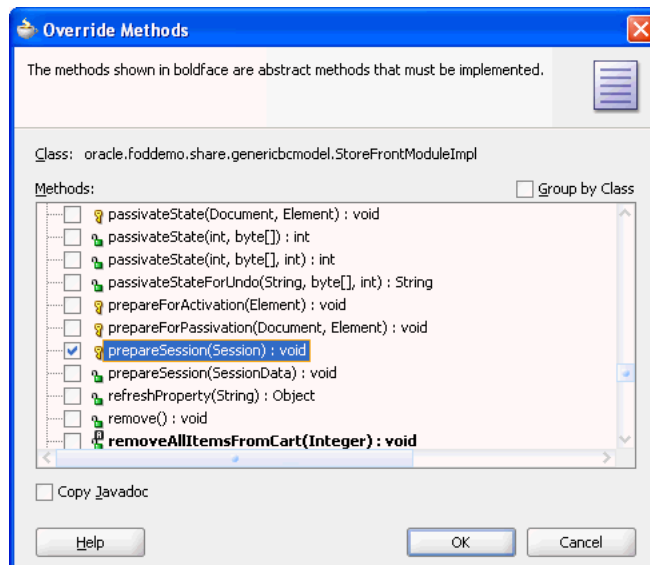 Override Methods
The methods shown in boldface are abstract methods that must be implemented.
Class: oracle.foddemo.share.genericbcmodel.StoreFrontModuleImpl
Methods:
Group by Class
passivateState(Document, Element) : void
passivateState(int, byte[]) : int
passivateState(int, byte[], int) : int
passivateStateForUndo(String, byte[], int) : String
prepareForActivation(Element) : void
prepareForPassivation(Document, Element) : void
prepareSession(Session) : void
prepareSession(SessionData) : void
refreshProperty(String) : Object
remove() : void
removeAllItemsFromCart(Integer) : void
Copy Javadoc
Help
OK
Cancel